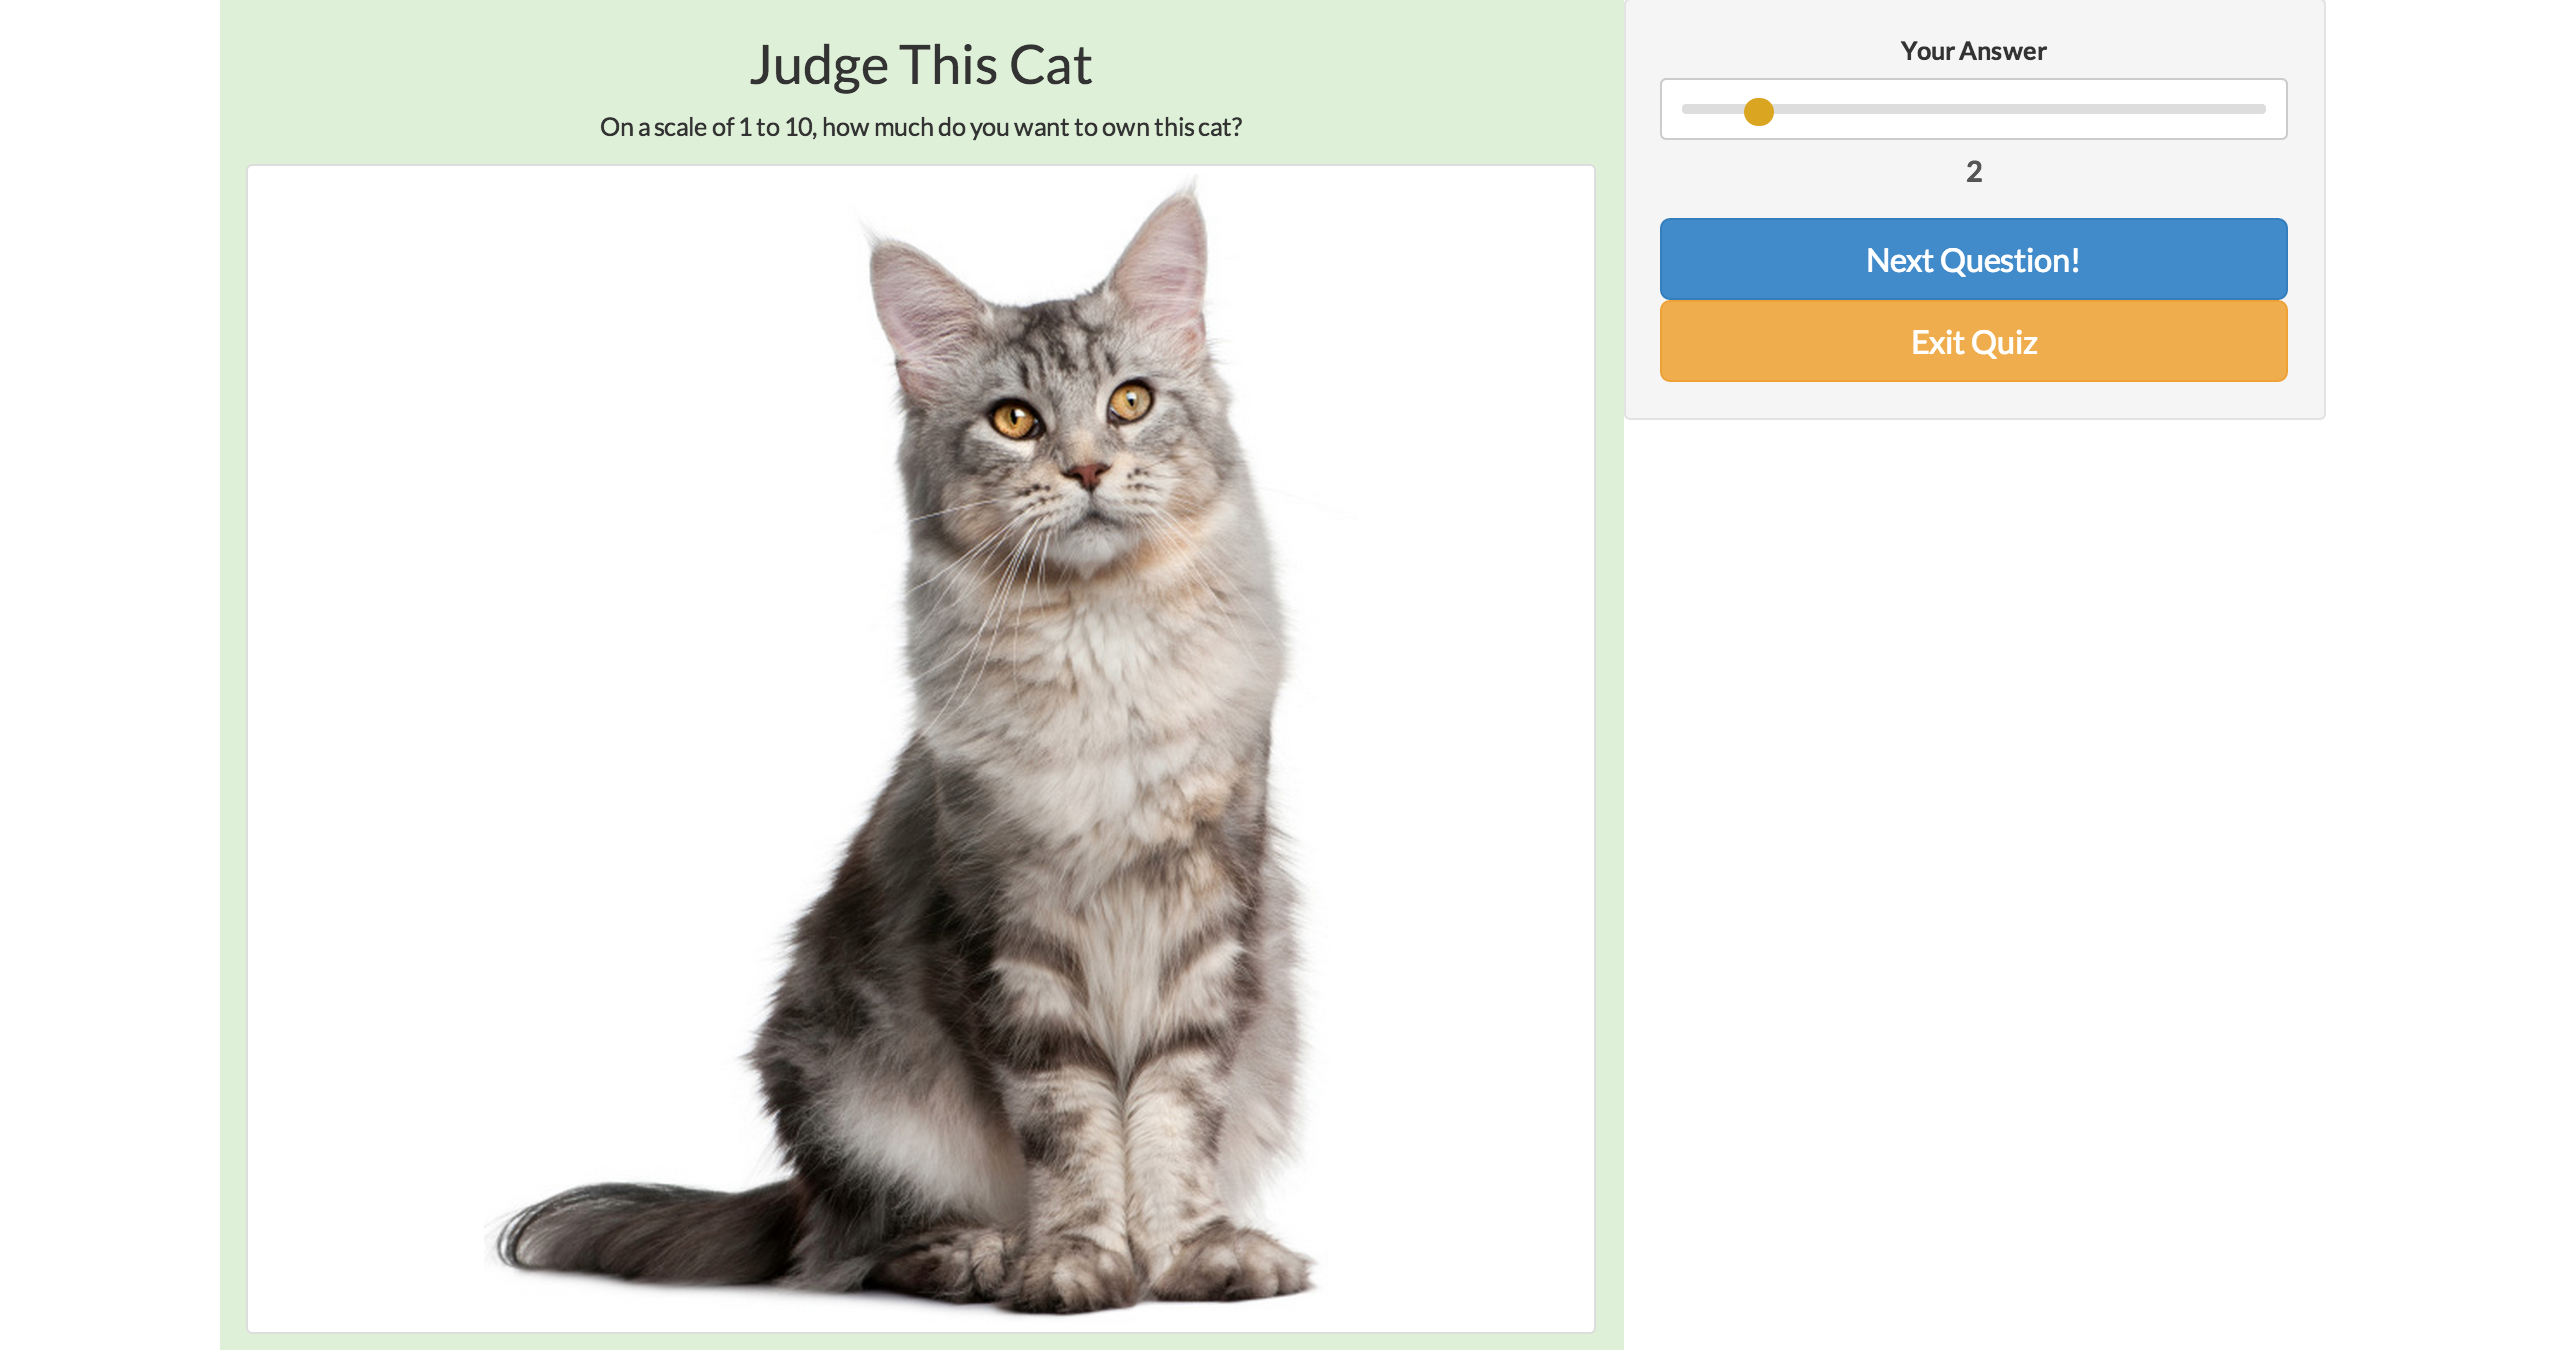 Judge This Cat
On a scale of 1 to 10, how much do you want to own this cat?
Your Answer
2
Next Question!
Exit Quiz